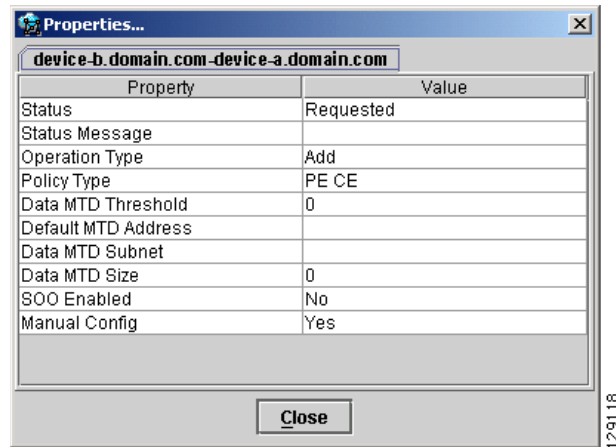 Properties...
device-b.domain.com-device-a.domain.com
Property Value
Status Requested
Status Message
Operation Type Add
Policy Type PE CE
Data MTD Threshold 0
Default MTD Address
Data MTD Subnet
Data MTD Size 0
SOO Enabled No
Manual Config Yes
Close
129118